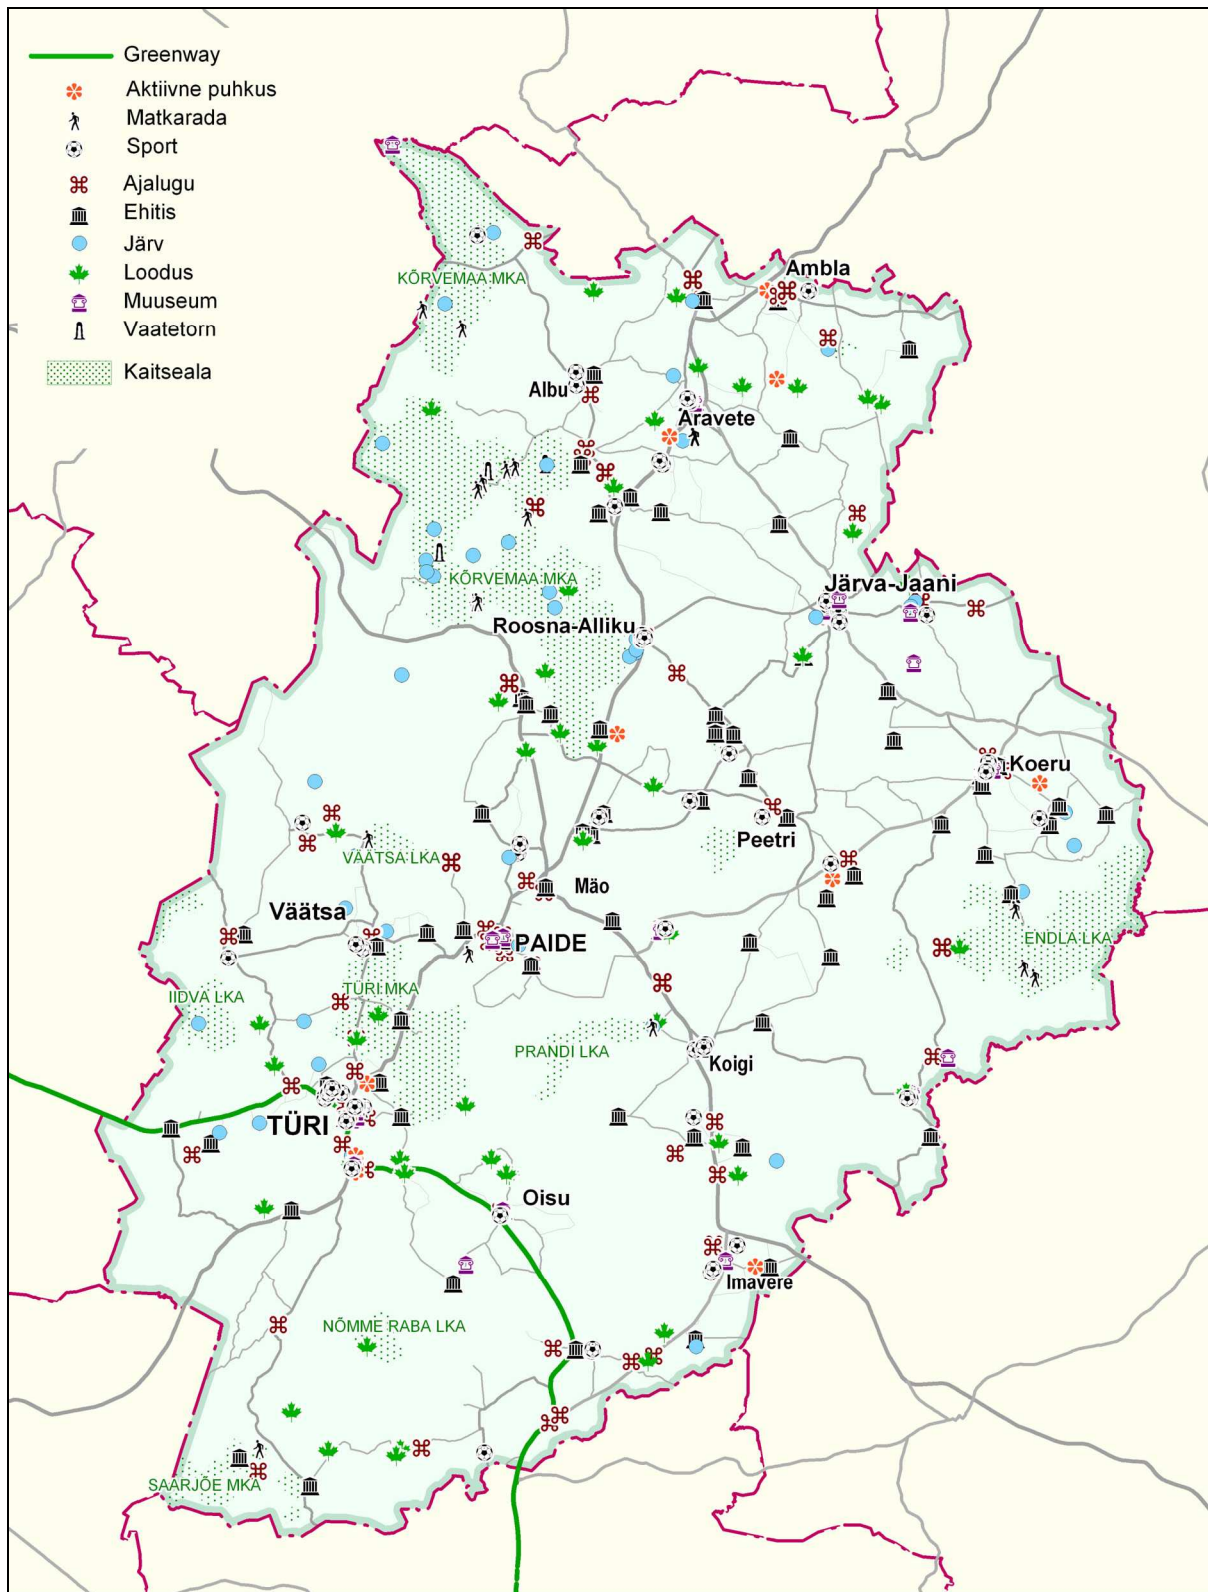 Greenway
Aktiivne puhkus
Matkarada
Sport
Ajalugu
Ehitis
Järv
Loodus
Muuseum
Vaatetorn
Kaitseala
KÕRVEMAA MKA
Ambla
Albu
Aravete
KÕRVEMAA MKA
Järva-Jaani
Roosna-Alliku
Koeru
Peetri
VÄÄTSA LKA
Mäo
Väätsa
PAIDE
ENDLA LKA
TÜRI MKA
IIDVA LKA
PRANDI LKA
Koigi
TÜRI
Oisu
Imavere
NÕMME RABA LKA
SAARJÕE MKA